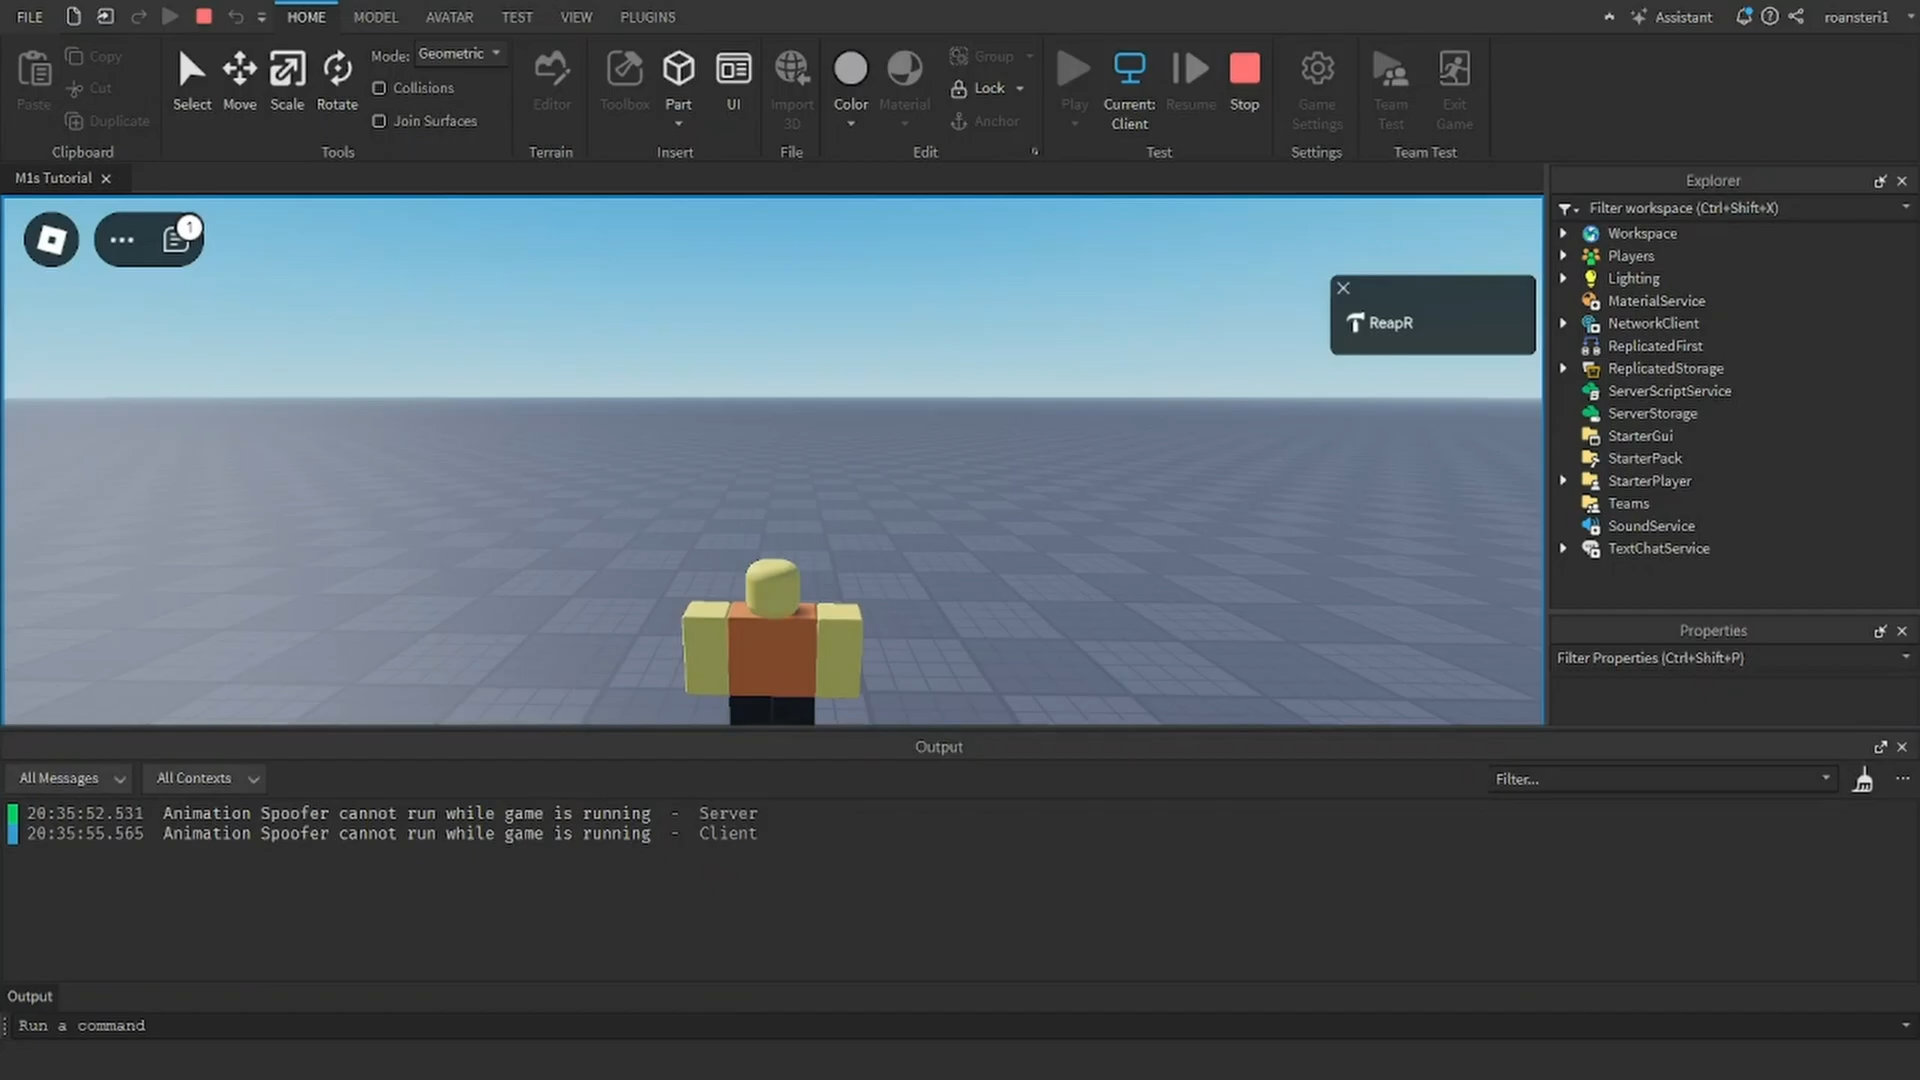 FILE
HOME
MODEL
AVATAR
TEST
VIEW
PLUGINS
Assistant
roansteri1
Paste
Copy
Cut
Duplicate
Clipboard
Select
Move
Scale
Rotate
Mode: Geometric
Collisions
Join Surfaces
Tools
Editor
Terrain
Toolbox
Part
UI
Insert
Import 3D
File
Color
Material
Group
Lock
Anchor
Edit
Play
Current: Client
Resume
Stop
Test
Game Settings
Settings
Team Test
Exit Game
Team Test
M1s Tutorial
1
ReapR
Explorer
Filter workspace (Ctrl+Shift+X)
Workspace
Players
Lighting
MaterialService
NetworkClient
ReplicatedFirst
ReplicatedStorage
ServerScriptService
ServerStorage
StarterGui
StarterPack
StarterPlayer
Teams
SoundService
TextChatService
Properties
Filter Properties (Ctrl+Shift+P)
Output
All Messages
All Contexts
Filter...
20:35:52.531 Animation Spoofer cannot run while game is running - Server
20:35:55.565 Animation Spoofer cannot run while game is running - Client
Output
Run a command